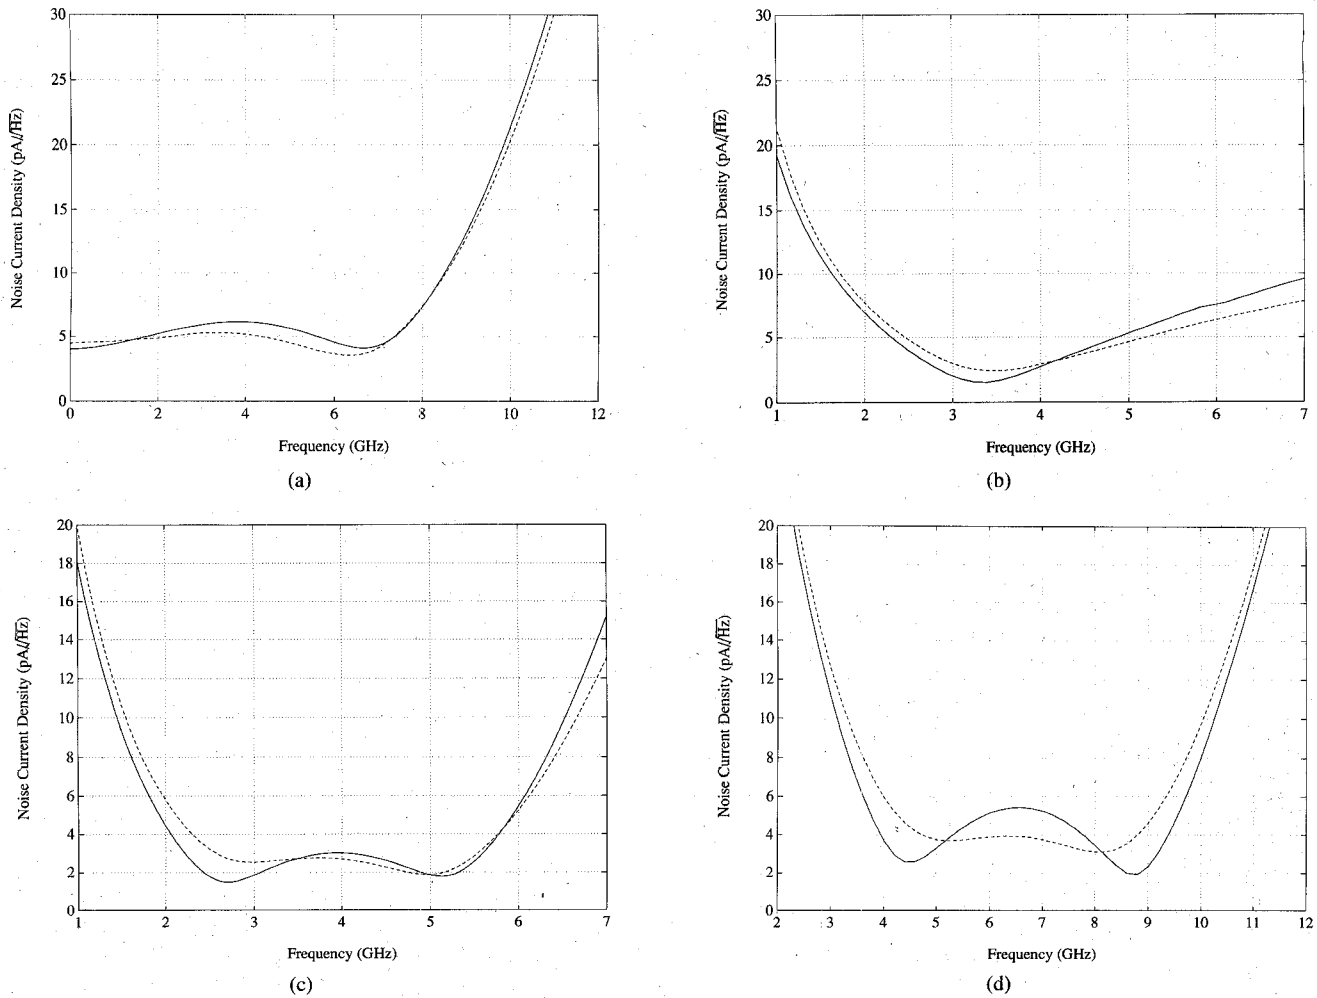 30
25
20
15
10
5
0
0 2 4 6 8 10 12
Noise Current Density (pA/√Hz)
Frequency (GHz)
(a)
30
25
20
15
10
5
0
1 2 3 4 5 6 7
Noise Current Density (pA/√Hz)
Frequency (GHz)
(b)
20
18
16
14
12
10
8
6
4
2
0
1 2 3 4 5 6 7
Noise Current Density (pA/√Hz)
Frequency (GHz)
(c)
20
18
16
14
12
10
8
6
4
2
0
2 3 4 5 6 7 8 9 10 11 12
Noise Current Density (pA/√Hz)
Frequency (GHz)
(d)